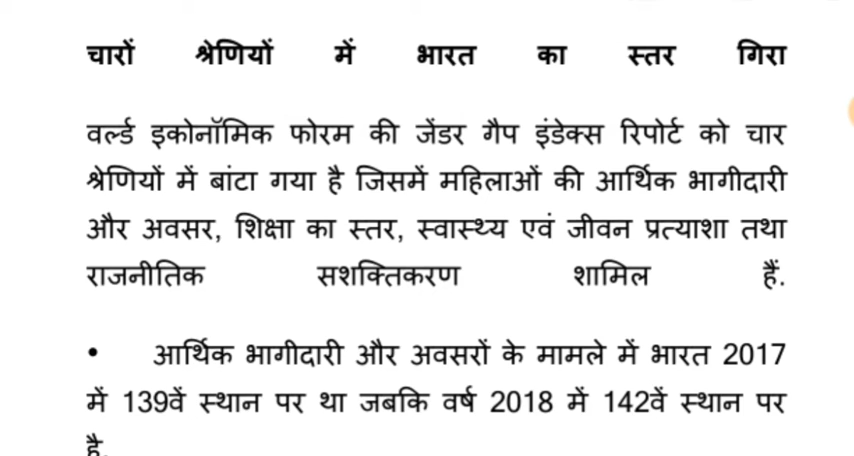 चारों श्रेणियों में भारत का स्तर गिरा
वर्ल्ड इकोनॉमिक फोरम की जेंडर गैप इंडेक्स रिपोर्ट को चार
श्रेणियों में बांटा गया है जिसमें महिलाओं की आर्थिक भागीदारी
और अवसर, शिक्षा का स्तर, स्वास्थ्य एवं जीवन प्रत्याशा तथा
राजनीतिक सशक्तिकरण शामिल हैं.
• आर्थिक भागीदारी और अवसरों के मामले में भारत 2017
में 139वें स्थान पर था जबकि वर्ष 2018 में 142वें स्थान पर
है.